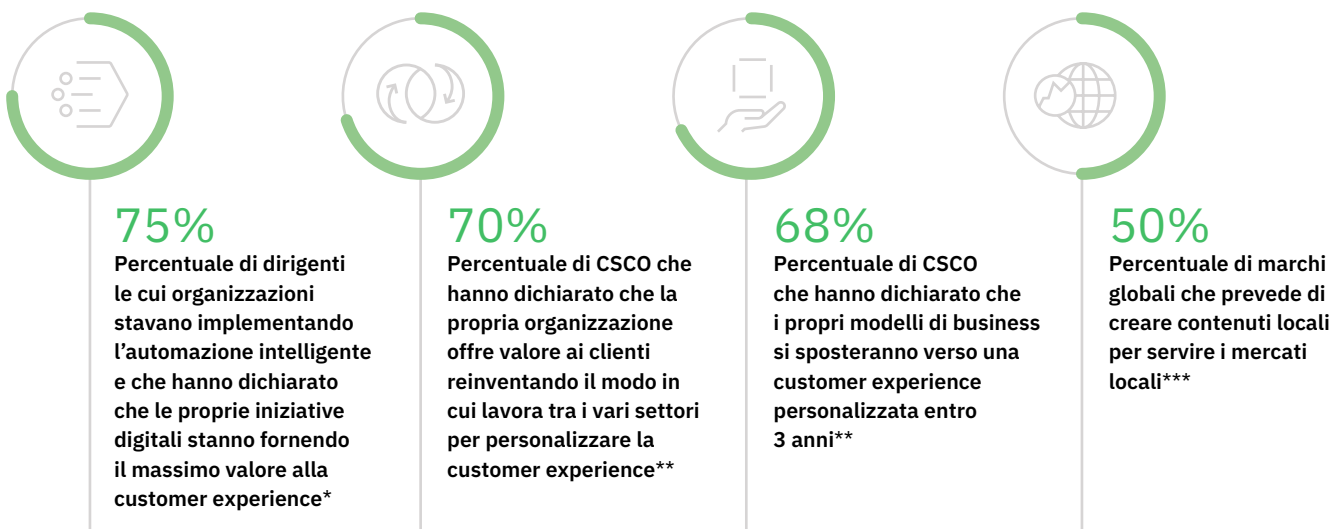 75%
Percentuale di dirigenti
le cui organizzazioni
stavano implementando
l’automazione intelligente
e che hanno dichiarato
che le proprie iniziative
digitali stanno fornendo
il massimo valore alla
customer experience*
70%
Percentuale di CSCO che
hanno dichiarato che la
propria organizzazione
offre valore ai clienti
reinventando il modo in
cui lavora tra i vari settori
per personalizzare la
customer experience**
68%
Percentuale di CSCO
che hanno dichiarato che
i propri modelli di business
si sposteranno verso una
customer experience
personalizzata entro
3 anni**
50%
Percentuale di marchi
globali che prevede di
creare contenuti locali
per servire i mercati
locali***